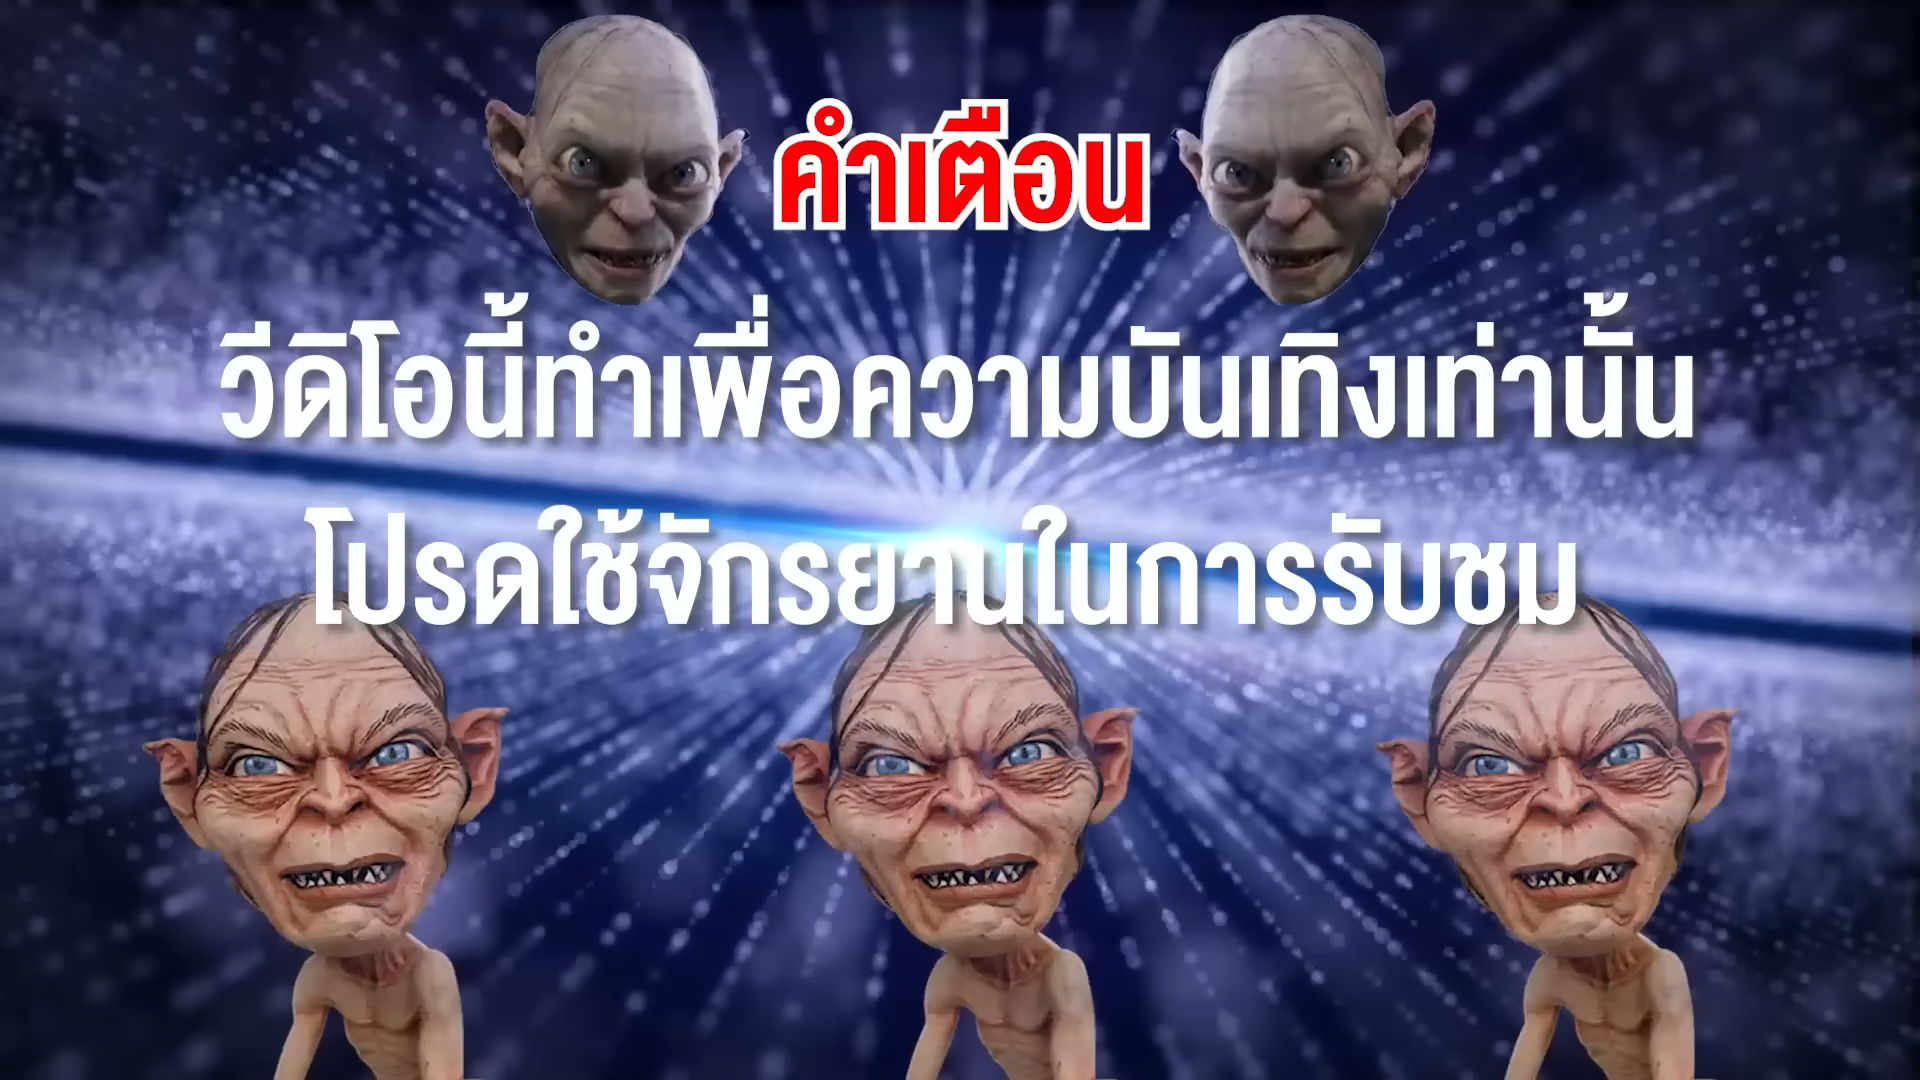 คำเตือน
วีดิโอนี้ทำเพื่อความบันเทิงเท่านั้น
โปรดใช้จักรยานในการรับชม